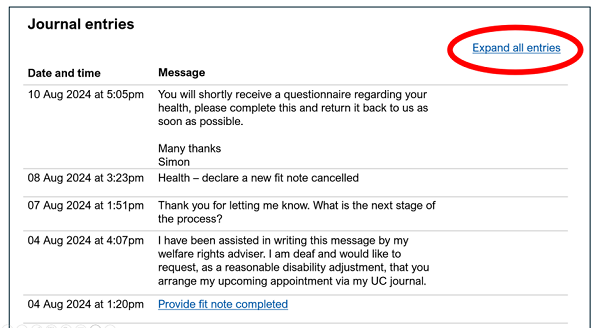 Journal entries
Expand all entries
Date and time Message
10 Aug 2024 at 5:05pm You will shortly receive a questionnaire regarding your
health, please complete this and return it back to us as
soon as possible.
Many thanks
Simon
08 Aug 2024 at 3:23pm Health – declare a new fit note cancelled
07 Aug 2024 at 1:51pm Thank you for letting me know. What is the next stage of
the process?
04 Aug 2024 at 4:07pm I have been assisted in writing this message by my
welfare rights adviser. I am deaf and would like to
request, as a reasonable disability adjustment, that you
arrange my upcoming appointment via my UC journal.
04 Aug 2024 at 1:20pm Provide fit note completed